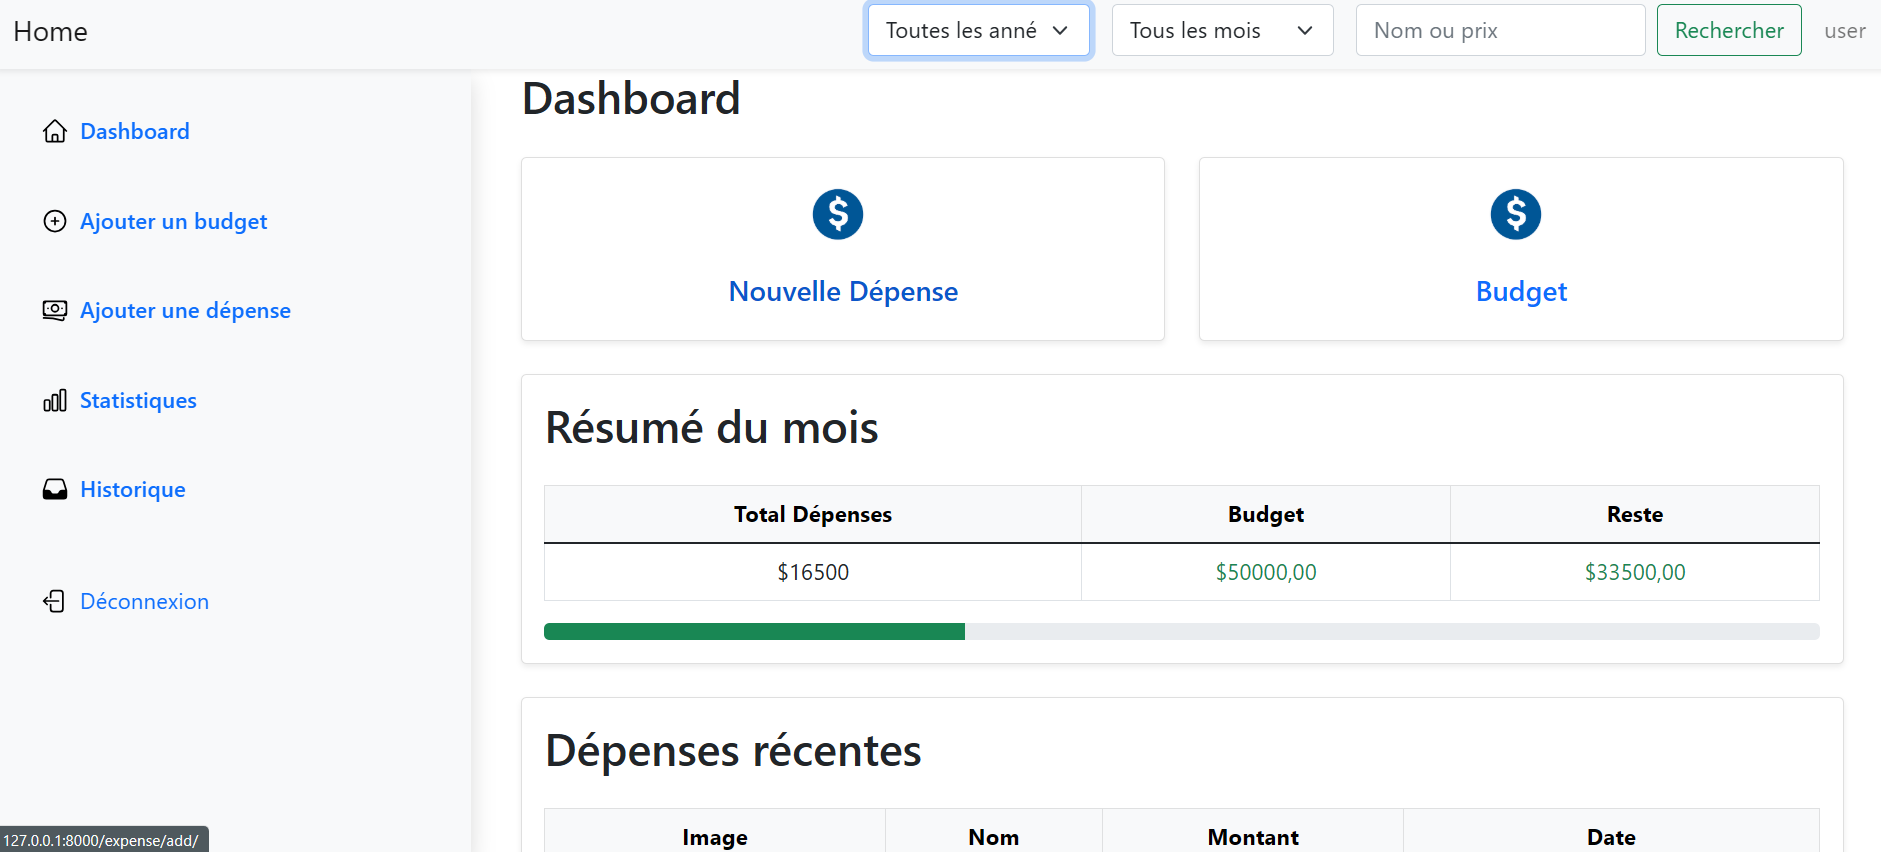 Home
Toutes les anné
Tous les mois
Nom ou prix
Rechercher
user
Dashboard
Ajouter un budget
Ajouter une dépense
Statistiques
Historique
Déconnexion
Dashboard
Nouvelle Dépense
Budget
Résumé du mois
Total Dépenses Budget Reste
$16500 $50000,00 $33500,00
Dépenses récentes
Image Nom Montant Date
127.0.0.1:8000/expense/add/